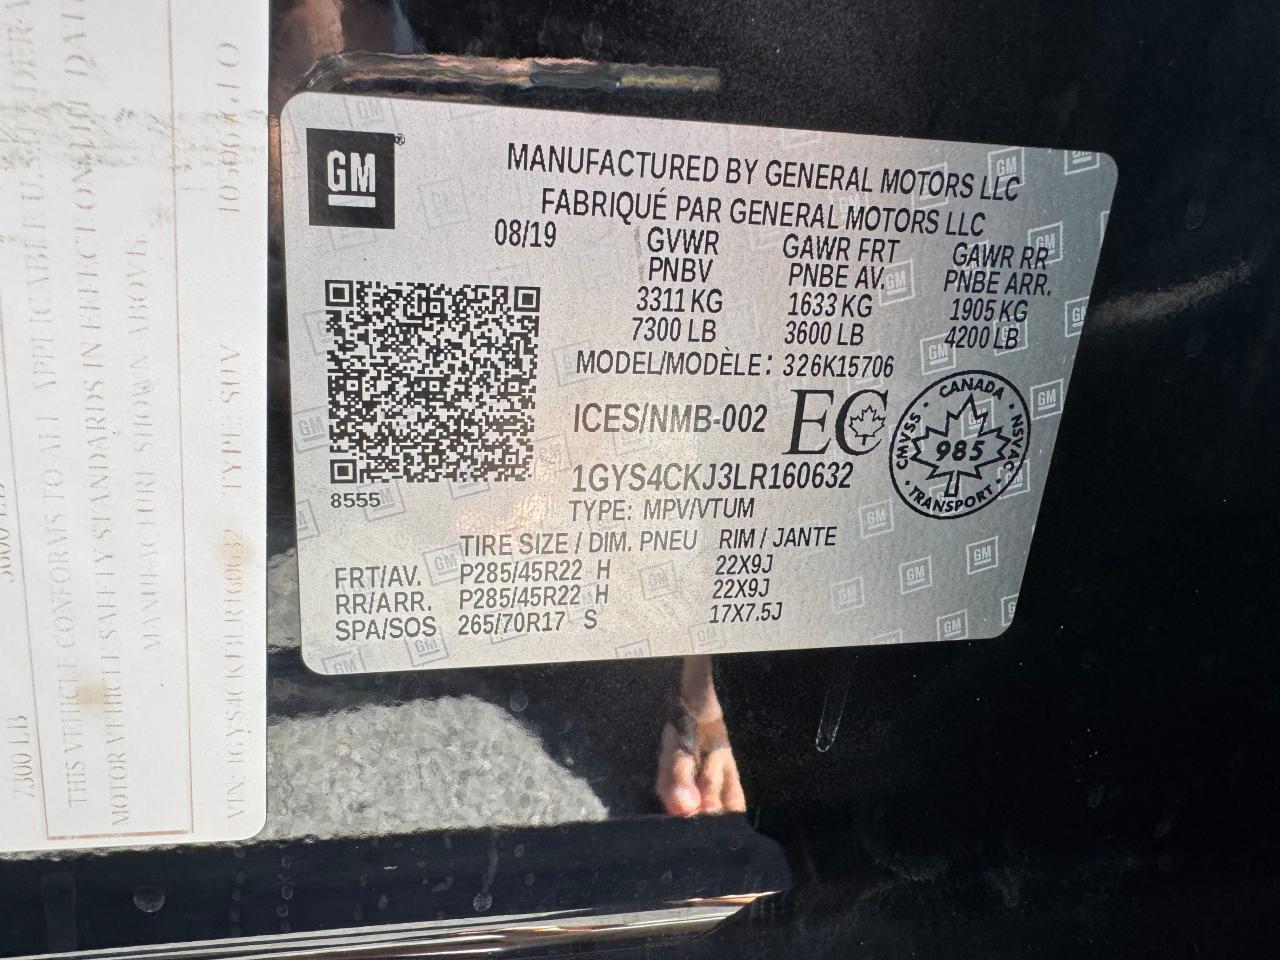 GM
MANUFACTURED BY GENERAL MOTORS LLC
FABRIQUÉ PAR GENERAL MOTORS LLC
08/19
GVWR GAWR FRT GAWR RR
PNBV PNBE AV. PNBE ARR.
3311 KG 1633 KG 1905 KG
7300 LB 3600 LB 4200 LB
MODEL/MODÈLE: 326K15706
ICES/NMB-002 EC
CANADA
CMVSS 985 NSVAC
TRANSPORT
8555
1GYS4CKJ3LR160632
TYPE: MPV/VTUM
TIRE SIZE / DIM. PNEU RIM / JANTE
FRT/AV. P285/45R22 H 22X9J
RR/ARR. P285/45R22 H 22X9J
SPA/SOS 265/70R17 S 17X7.5J
7300 LB
THIS VEHICLE CONFORMS TO ALL APPLICABLE
MOTOR VEHICLE SAFETY STANDARDS IN EFFECT ON
MANUFACTURE SHOWN ABOVE.
TYPE: SUV